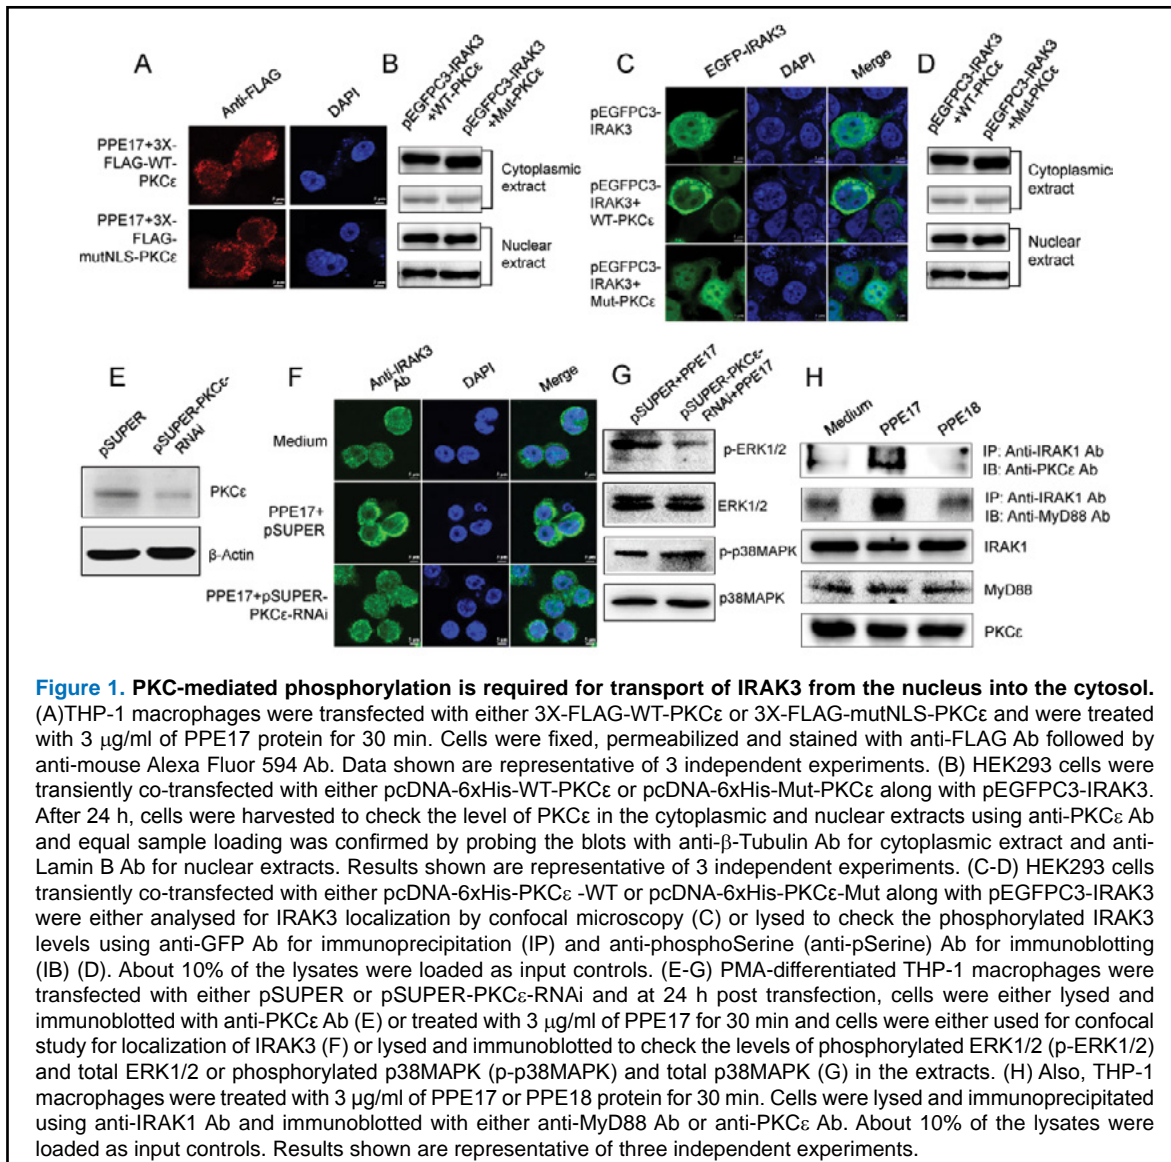 A
Anti-FLAG
DAPI
PPE17+3X-
FLAG-WT-
PKCε
PPE17+3X-
FLAG-
mutNLS-PKCε
B
pEGFPC3-IRAK3
+WT-PKCε
pEGFPC3-IRAK3
+Mut-PKCε
Cytoplasmic
extract
Nuclear
extract
C
EGFP-IRAK3
DAPI
Merge
pEGFPC3-
IRAK3
pEGFPC3-
IRAK3+
WT-PKCε
pEGFPC3-
IRAK3+
Mut-PKCε
D
pEGFPC3-IRAK3
+WT-PKCε
pEGFPC3-IRAK3
+Mut-PKCε
Cytoplasmic
extract
Nuclear
extract
E
pSUPER
pSUPER-PKCε-
RNAi
PKCε
β-Actin
F
Anti-IRAK3
Ab
DAPI
Merge
Medium
PPE17+
pSUPER
PPE17+pSUPER-
PKCε-RNAi
G
pSUPER+PPE17
pSUPER-PKCε-
RNAi+PPE17
p-ERK1/2
ERK1/2
p-p38MAPK
p38MAPK
H
Medium
PPE17
PPE18
IP: Anti-IRAK1 Ab
IB: Anti-PKCε Ab
IP: Anti-IRAK1 Ab
IB: Anti-MyD88 Ab
IRAK1
MyD88
PKCε
Figure 1. PKC-mediated phosphorylation is required for transport of IRAK3 from the nucleus into the cytosol.
(A)THP-1 macrophages were transfected with either 3X-FLAG-WT-PKCε or 3X-FLAG-mutNLS-PKCε and were treated
with 3 μg/ml of PPE17 protein for 30 min. Cells were fixed, permeabilized and stained with anti-FLAG Ab followed by
anti-mouse Alexa Fluor 594 Ab. Data shown are representative of 3 independent experiments. (B) HEK293 cells were
transiently co-transfected with either pcDNA-6xHis-WT-PKCε or pcDNA-6xHis-Mut-PKCε along with pEGFPC3-IRAK3.
After 24 h, cells were harvested to check the level of PKCε in the cytoplasmic and nuclear extracts using anti-PKCε Ab
and equal sample loading was confirmed by probing the blots with anti-β-Tubulin Ab for cytoplasmic extract and anti-
Lamin B Ab for nuclear extracts. Results shown are representative of 3 independent experiments. (C-D) HEK293 cells
transiently co-transfected with either pcDNA-6xHis-PKCε -WT or pcDNA-6xHis-PKCε-Mut along with pEGFPC3-IRAK3
were either analysed for IRAK3 localization by confocal microscopy (C) or lysed to check the phosphorylated IRAK3
levels using anti-GFP Ab for immunoprecipitation (IP) and anti-phosphoSerine (anti-pSerine) Ab for immunoblotting
(IB) (D). About 10% of the lysates were loaded as input controls. (E-G) PMA-differentiated THP-1 macrophages were
transfected with either pSUPER or pSUPER-PKCε-RNAi and at 24 h post transfection, cells were either lysed and
immunoblotted with anti-PKCε Ab (E) or treated with 3 μg/ml of PPE17 for 30 min and cells were either used for confocal
study for localization of IRAK3 (F) or lysed and immunoblotted to check the levels of phosphorylated ERK1/2 (p-ERK1/2)
and total ERK1/2 or phosphorylated p38MAPK (p-p38MAPK) and total p38MAPK (G) in the extracts. (H) Also, THP-1
macrophages were treated with 3 μg/ml of PPE17 or PPE18 protein for 30 min. Cells were lysed and immunoprecipitated
using anti-IRAK1 Ab and immunoblotted with either anti-MyD88 Ab or anti-PKCε Ab. About 10% of the lysates were
loaded as input controls. Results shown are representative of three independent experiments.